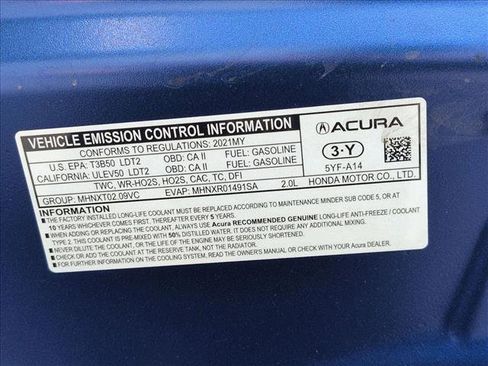 VEHICLE EMISSION CONTROL INFORMATION
CONFORMS TO REGULATIONS: 2021MY
U.S. EPA: T3B50 LDT2 OBD: CA II FUEL: GASOLINE
CALIFORNIA: ULEV50 LDT2 OBD: CA II FUEL: GASOLINE
TWC, WR-HO2S, HO2S, CAC, TC, DFI
GROUP: MHNXT02.09VC EVAP: MHNXR01491SA 2.0L
ACURA
3-Y
5YF-A14
HONDA MOTOR CO., LTD.
INFORMATION
■ THE FACTORY INSTALLED LONG-LIFE COOLANT MUST BE REPLACED ACCORDING TO MAINTENANCE MINDER SUB ITEM 5, OR AT
10 YEARS WHICHEVER COMES FIRST, THEREAFTER EVERY 5 YEARS.
■ WHEN ADDING OR REPLACING THE COOLANT, ALWAYS USE Acura RECOMMENDED GENUINE LONG-LIFE ANTIFREEZE/COOLANT
TYPE 2. THIS COOLANT IS PRE-MIXED WITH 50% DISTILLED WATER. IT DOES NOT REQUIRE ANY ADDITIONAL MIXING.
■ NEVER DILUTE THE COOLANT, OR THE ENGINE LIFE MAY BE SERIOUSLY SHORTENED.
■ CHECK AND ADD THE COOLANT AT THE RESERVE TANK, NOT THE RADIATOR.
■ FOR FURTHER INFORMATION ON THE COOLING SYSTEM, READ THE OWNER'S MANUAL OR CHECK WITH YOUR Acura DEALER.